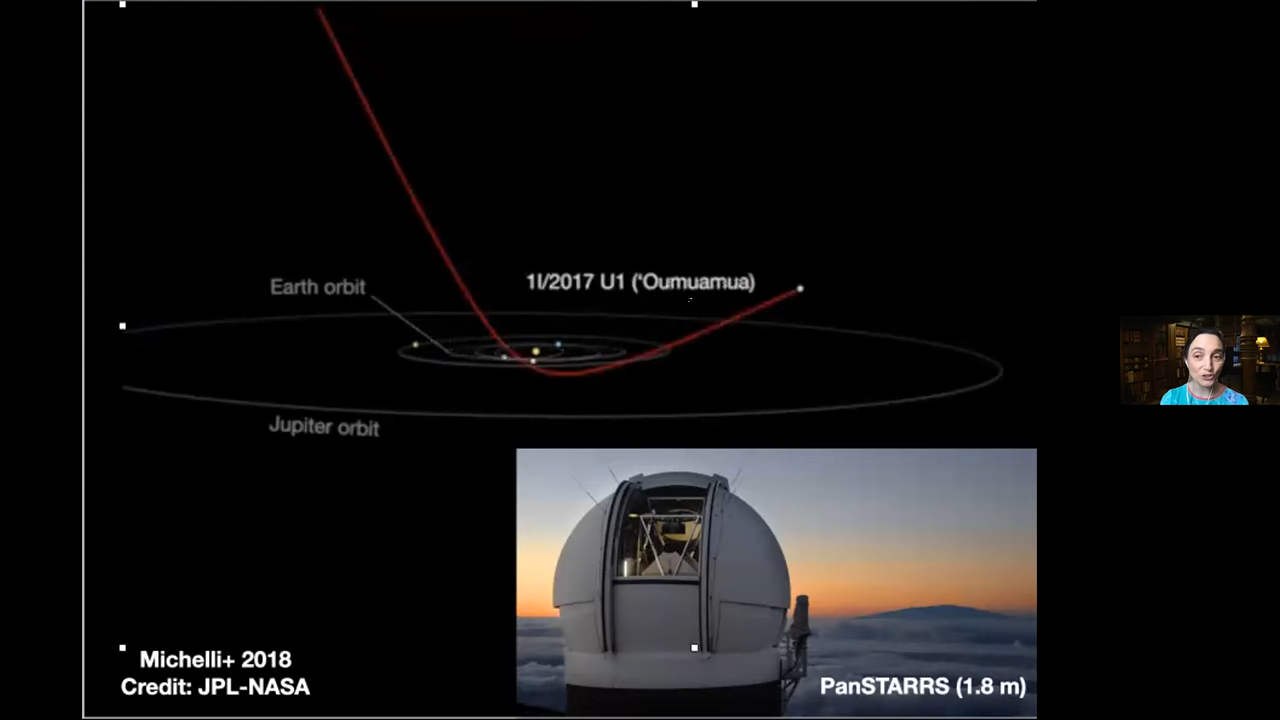 Earth orbit
1I/2017 U1 ('Oumuamua)
Jupiter orbit
Michelli+ 2018
Credit: JPL-NASA
PanSTARRS (1.8 m)